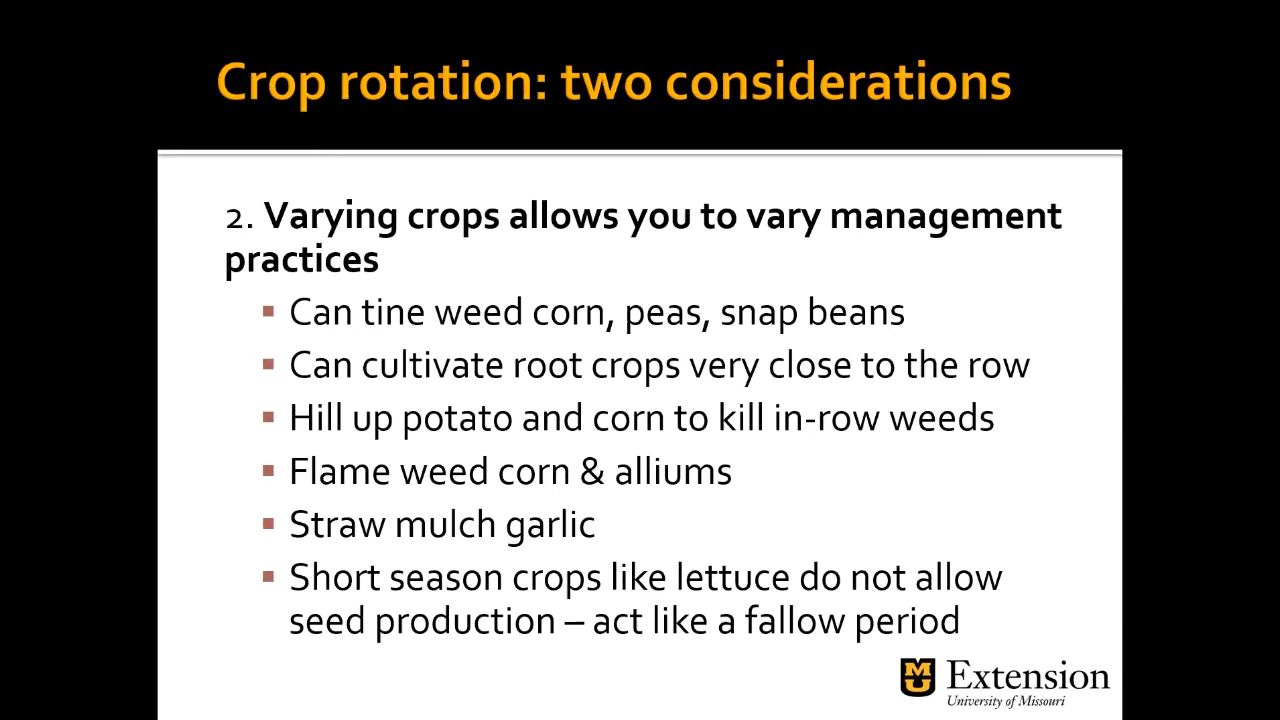 Crop rotation: two considerations
2. Varying crops allows you to vary management
practices
Can tine weed corn, peas, snap beans
Can cultivate root crops very close to the row
Hill up potato and corn to kill in-row weeds
Flame weed corn & alliums
Straw mulch garlic
Short season crops like lettuce do not allow
seed production – act like a fallow period
MU Extension
University of Missouri